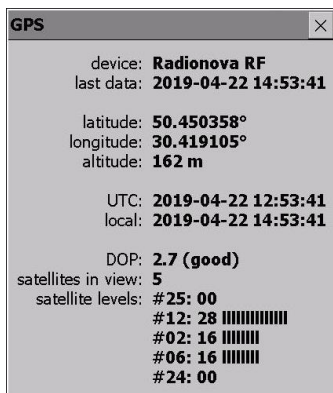 GPS
device: Radionova RF
last data: 2019-04-22 14:53:41
latitude: 50.450358°
longitude: 30.419105°
altitude: 162 m
UTC: 2019-04-22 12:53:41
local: 2019-04-22 14:53:41
DOP: 2.7 (good)
satellites in view: 5
satellite levels: #25: 00
#12: 28
#02: 16
#06: 16
#24: 00